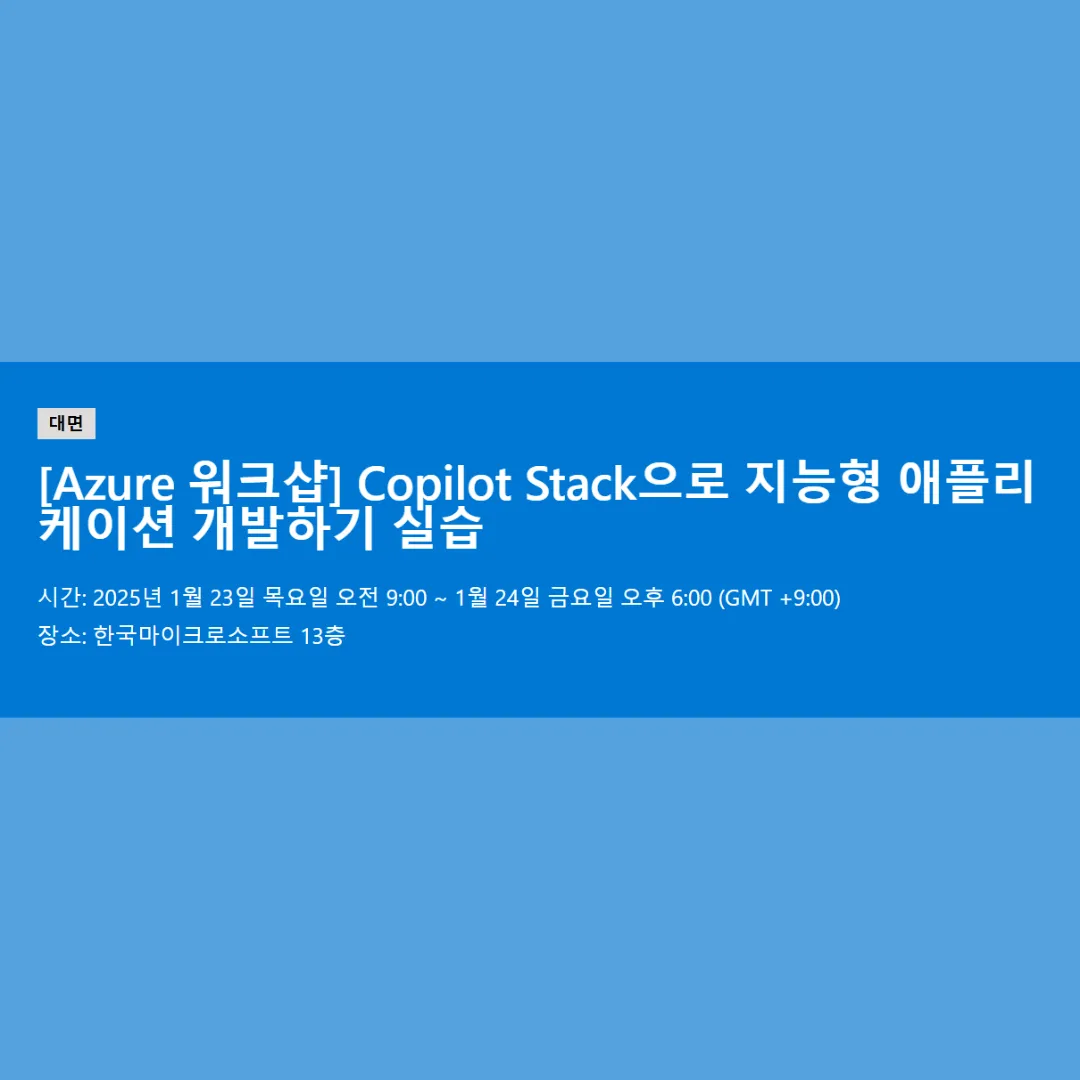 대면
[Azure 워크샵] Copilot Stack으로 지능형 애플리
케이션 개발하기 실습
시간: 2025년 1월 23일 목요일 오전 9:00 ~ 1월 24일 금요일 오후 6:00 (GMT +9:00)
장소: 한국마이크로소프트 13층